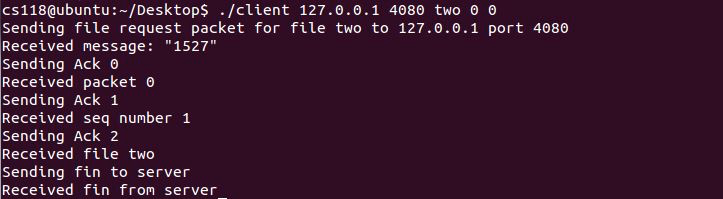 cs118@ubuntu:~/Desktop$ ./client 127.0.0.1 4080 two 0 0
Sending file request packet for file two to 127.0.0.1 port 4080
Received message: "1527"
Sending Ack 0
Received packet 0
Sending Ack 1
Received seq number 1
Sending Ack 2
Received file two
Sending fin to server
Received fin from server